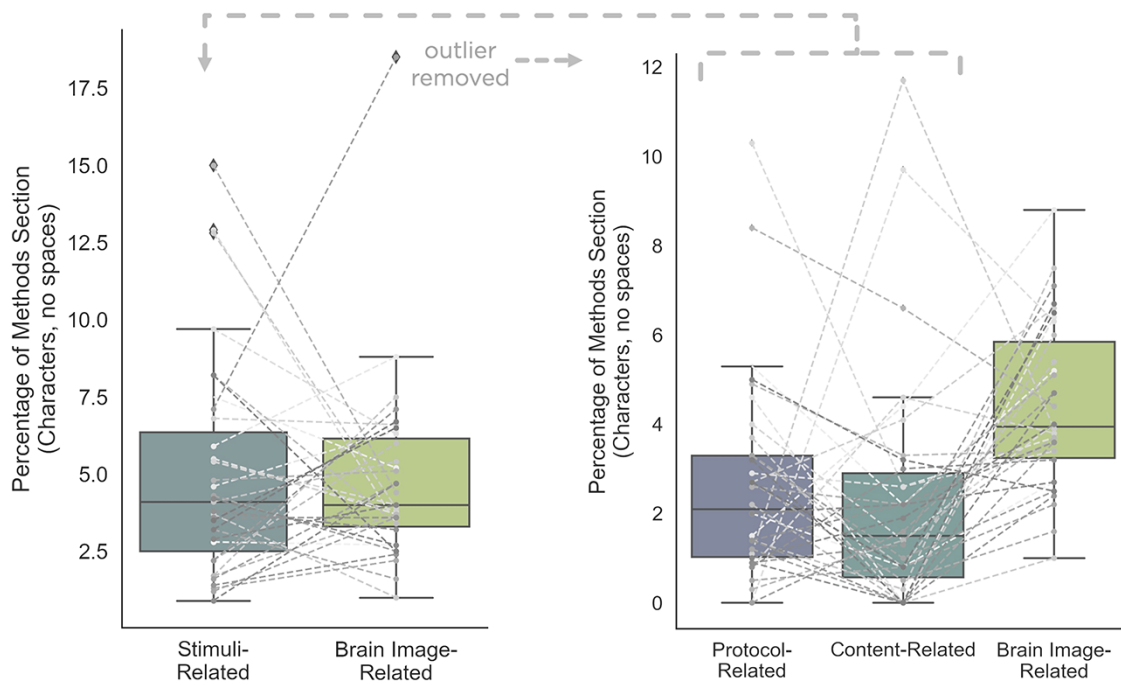 outlier
removed
Percentage of Methods Section
(Characters, no spaces)
17.5
15.0
12.5
10.0
7.5
5.0
2.5
Stimuli-
Related
Brain Image-
Related
Percentage of Methods Section
(Characters, no spaces)
12
10
8
6
4
2
0
Protocol-
Related
Content-Related
Brain Image-
Related